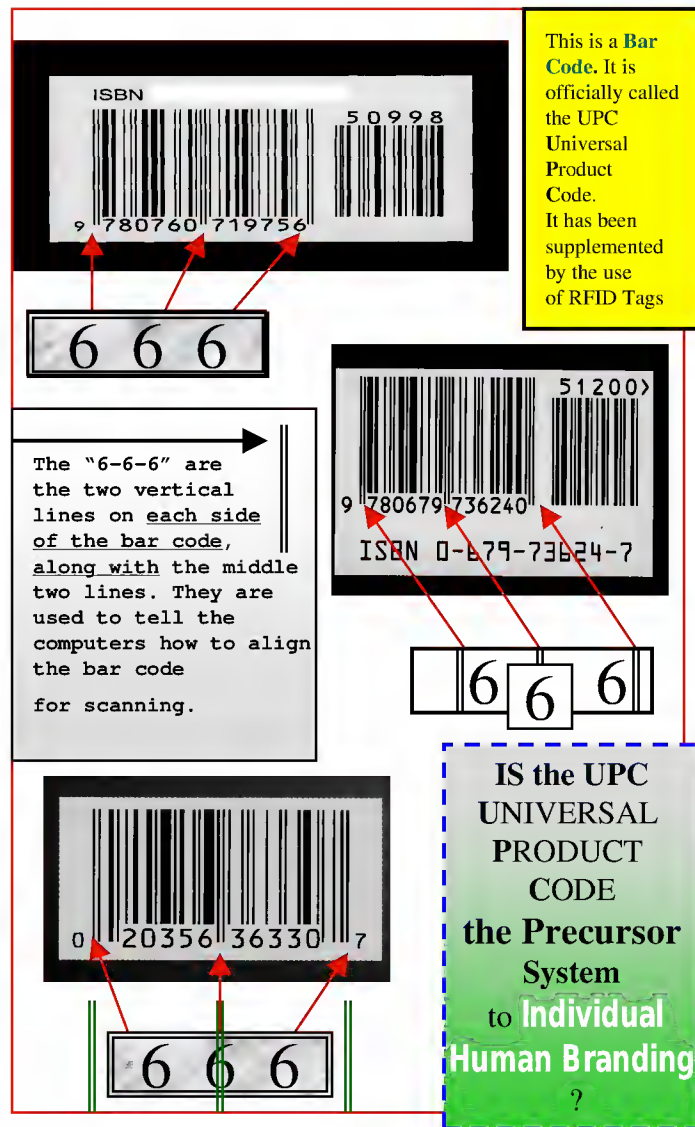 This is a Bar
Code. It is
officially called
the UPC
Universal
Product
Code.
It has been
supplemented
by the use
of RFID Tags
ISBN
50998
9 780760 719756
6 6 6
51200>
9 780679 736240
ISBN 0-679-73624-7
The "6-6-6" are
the two vertical
lines on each side
of the bar code,
along with the middle
two lines. They are
used to tell the
computers how to align
the bar code
for scanning.
6 6 6
0 20356 36330 7
6 6 6
IS the UPC
UNIVERSAL
PRODUCT
CODE
the Precursor
System
to Individual
Human Branding
?